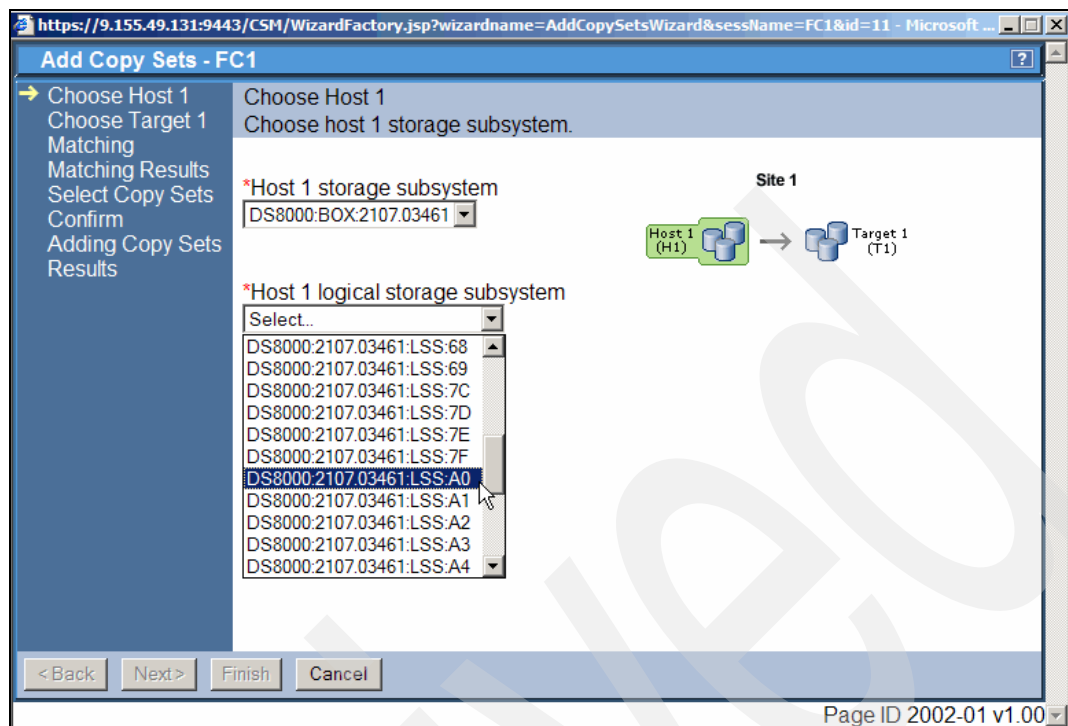 https://9.155.49.131:9443/CSM/WizardFactory.jsp?wizardname=AddCopySetsWizard&sessName=FC1&id=11 - Microsoft ...
Add Copy Sets - FC1
?
Choose Host 1
Choose Target 1
Matching
Matching Results
Select Copy Sets
Confirm
Adding Copy Sets
Results
Choose Host 1
Choose host 1 storage subsystem.
*Host 1 storage subsystem
DS8000:BOX:2107.03461
*Host 1 logical storage subsystem
Select...
DS8000:2107.03461:LSS:68
DS8000:2107.03461:LSS:69
DS8000:2107.03461:LSS:7C
DS8000:2107.03461:LSS:7D
DS8000:2107.03461:LSS:7E
DS8000:2107.03461:LSS:7F
DS8000:2107.03461:LSS:A0
DS8000:2107.03461:LSS:A1
DS8000:2107.03461:LSS:A2
DS8000:2107.03461:LSS:A3
DS8000:2107.03461:LSS:A4
Site 1
Host 1
(H1)
Target 1
(T1)
< Back
Next >
Finish
Cancel
Page ID 2002-01 v1.00